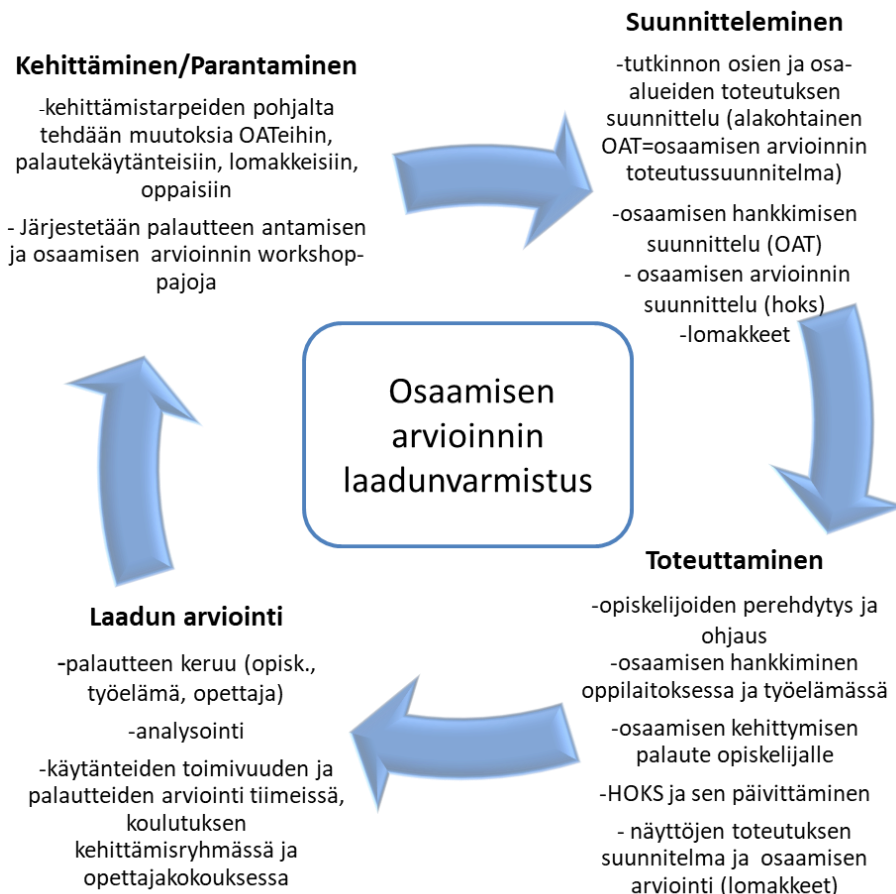 Suunnitteleminen
-tutkinnon osien ja osa-
alueiden toteutuksen
suunnittelu (alakohtainen
OAT=osaamisen arvioinnin
toteutussuunnitelma)
-osaamisen hankkimisen
suunnittelu (OAT)
- osaamisen arvioinnin
suunnittelu (hoks)
-lomakkeet
Toteuttaminen
-opiskelijoiden perehdytys ja
ohjaus
-osaamisen hankkiminen
oppilaitoksessa ja työelämässä
-osaamisen kehittymisen
palaute opiskelijalle
-HOKS ja sen päivittäminen
- näyttöjen toteutuksen
suunnitelma ja osaamisen
arviointi (lomakkeet)
Laadun arviointi
-palautteen keruu (opisk.,
työelämä, opettaja)
-analysointi
-käytänteiden toimivuuden ja
palautteiden arviointi tiimeissä,
koulutuksen
kehittämisryhmässä ja
opettajakokouksessa
Kehittäminen/Parantaminen
-kehittämistarpeiden pohjalta
tehdään muutoksia OATeihin,
palautekäytänteisiin, lomakkeisiin,
oppaisiin
- Järjestetään palautteen antamisen
ja osaamisen arvioinnin workshop-
pajoja
Osaamisen
arvioinnin
laadunvarmistus